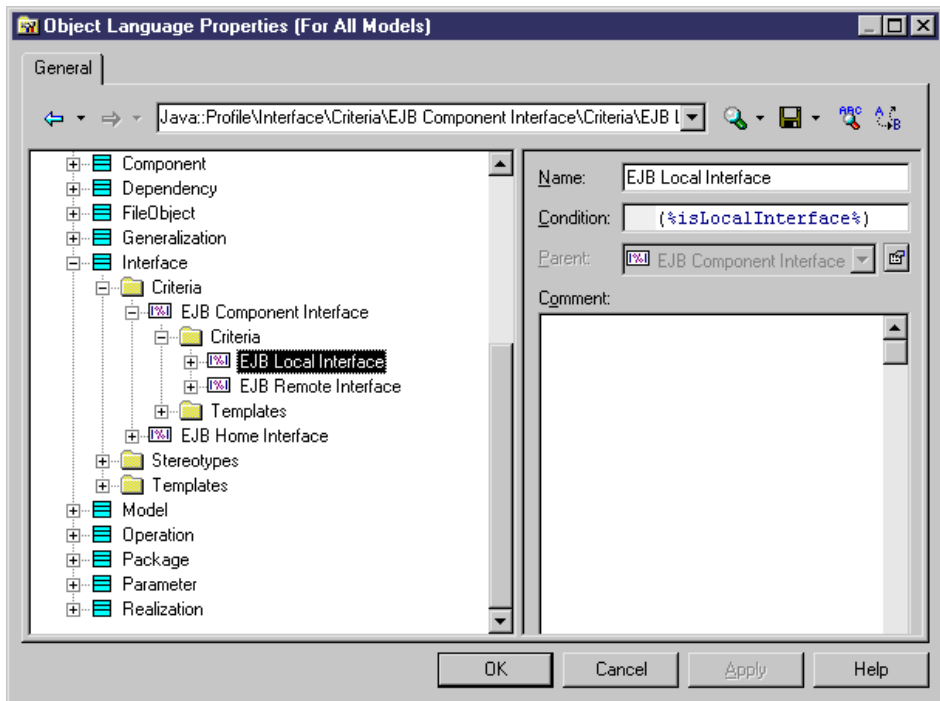 Object Language Properties (For All Models)
General
Java::Profile\Interface\Criteria\EJB Component Interface\Criteria\EJB L
Component
Dependency
FileObject
Generalization
Interface
Criteria
EJB Component Interface
Criteria
EJB Local Interface
EJB Remote Interface
Templates
EJB Home Interface
Stereotypes
Templates
Model
Operation
Package
Parameter
Realization
Name: EJB Local Interface
Condition: (%isLocalInterface%)
Parent: EJB Component Interface
Comment:
OK Cancel Apply Help